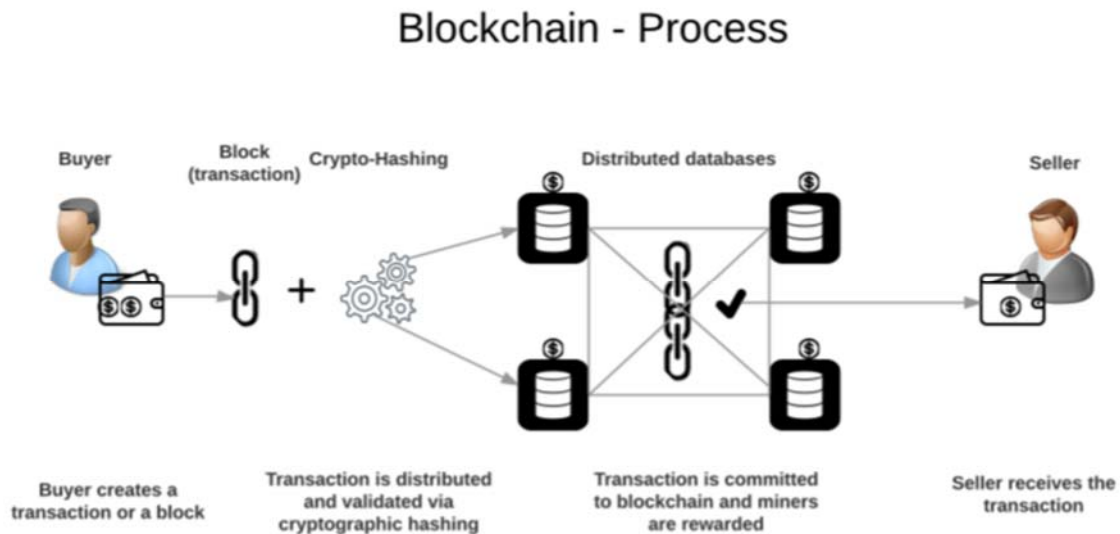 Blockchain - Process
Buyer
Block
(transaction)
Crypto-Hashing
Distributed databases
Seller
$
$
$ $
$
$
$
Buyer creates a
transaction or a block
Transaction is distributed
and validated via
cryptographic hashing
Transaction is committed
to blockchain and miners
are rewarded
Seller receives the
transaction